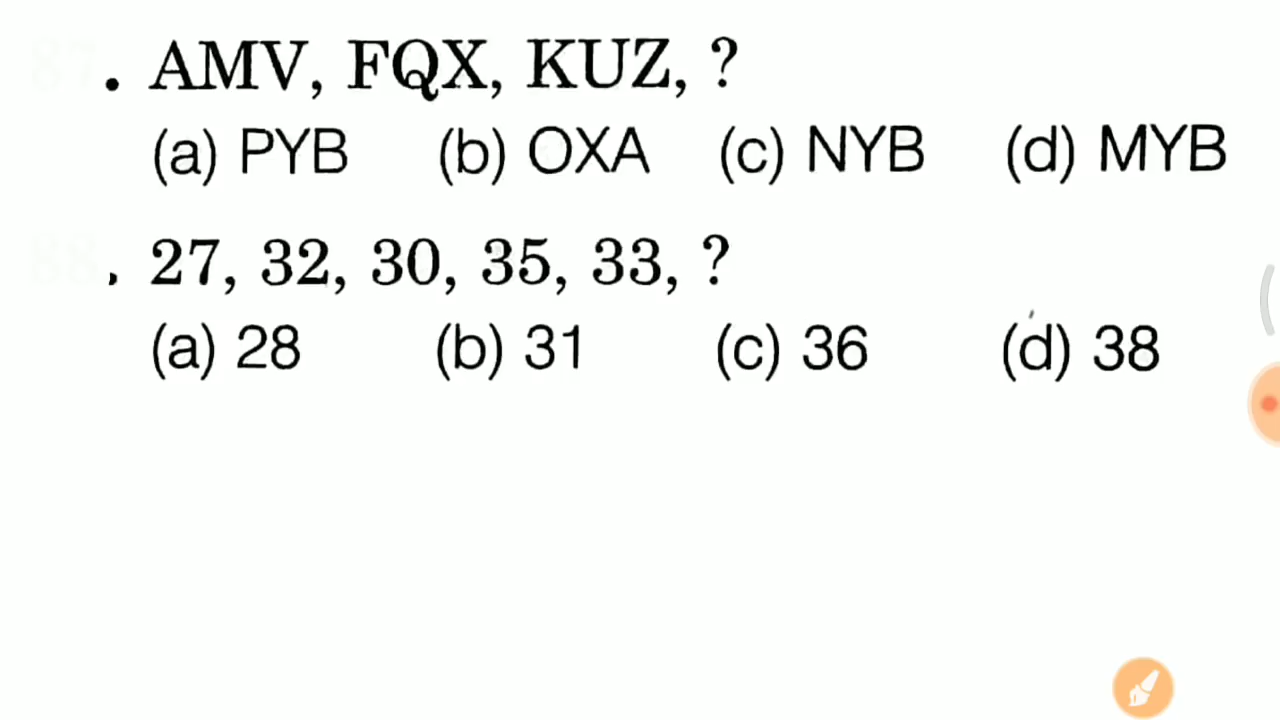 . AMV, FQX, KUZ, ?
(a) PYB (b) OXA (c) NYB (d) MYB
. 27, 32, 30, 35, 33, ?
(a) 28 (b) 31 (c) 36 (d) 38